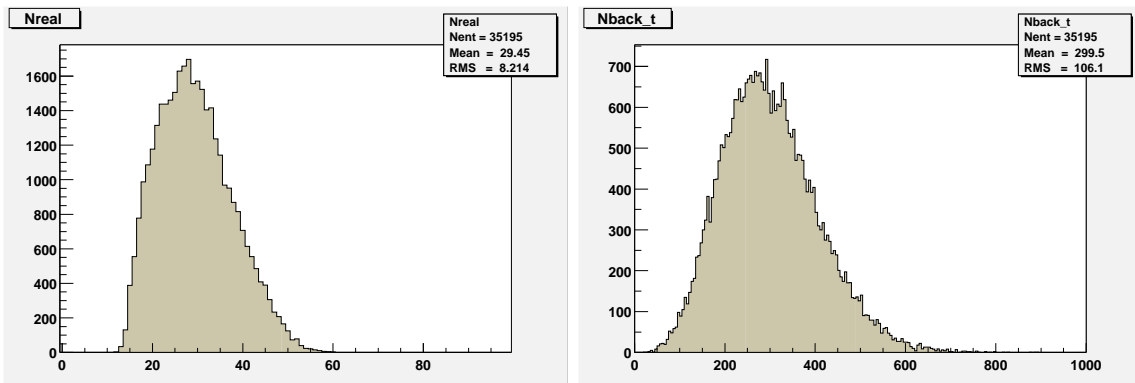 Nreal
Nreal
Nent = 35195
Mean = 29.45
RMS = 8.214
1600
1400
1200
1000
800
600
400
200
0
0 20 40 60 80
Nback_t
Nback_t
Nent = 35195
Mean = 299.5
RMS = 106.1
700
600
500
400
300
200
100
0
0 200 400 600 800 1000